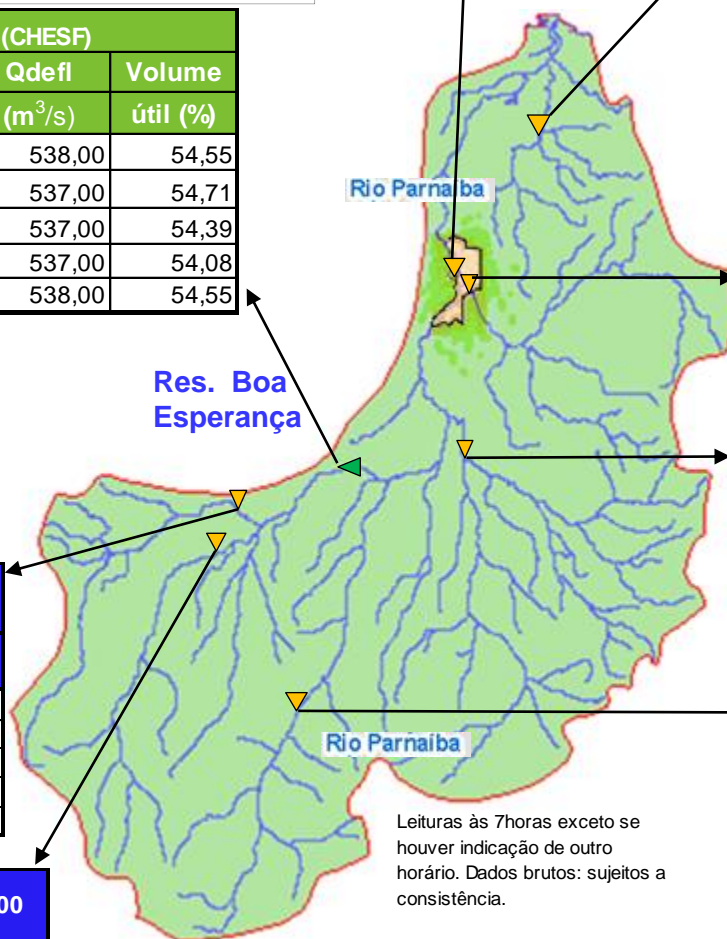 (CHESF)
Qdefl Volume
(m³/s) útil (%)
538,00 54,55
537,00 54,71
537,00 54,39
537,00 54,08
538,00 54,55
Rio Parnaíba
Res. Boa
Esperança
Rio Parnaíba
Leituras às 7horas exceto se
houver indicação de outro
horário. Dados brutos: sujeitos a
consistência.
00